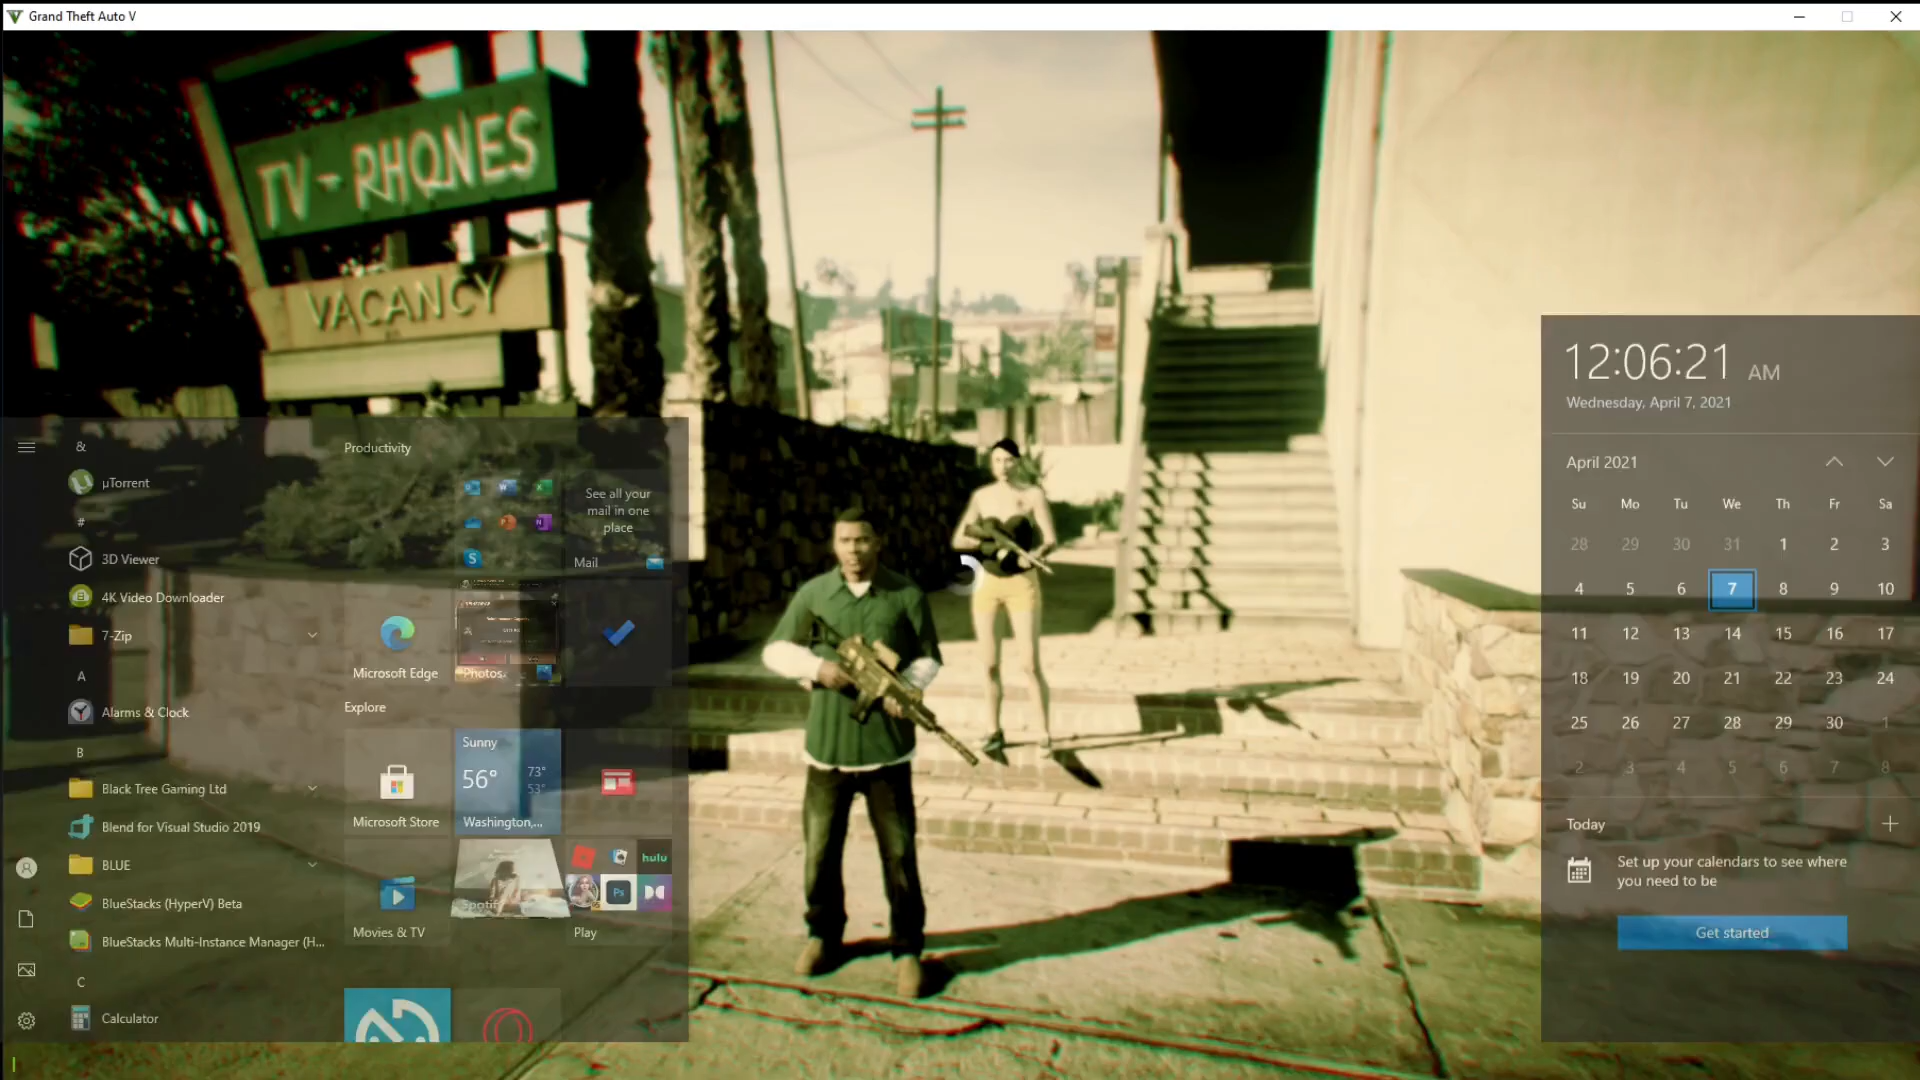 Grand Theft Auto V
TV-PHONES
VACANCY
&
µTorrent
#
3D Viewer
4K Video Downloader
7-Zip
A
Alarms & Clock
B
Black Tree Gaming Ltd
Blend for Visual Studio 2019
BLUE
BlueStacks (HyperV) Beta
BlueStacks Multi-Instance Manager (H...
C
Calculator
Productivity
See all your
mail in one
place
Mail
Microsoft Edge
Photos
Explore
Microsoft Store
Sunny
56°
73°
53°
Washington,...
Movies & TV
Spotify
hulu
Ps
Play
12:06:21 AM
Wednesday, April 7, 2021
April 2021
Su Mo Tu We Th Fr Sa
28 29 30 31 1 2 3
4 5 6 7 8 9 10
11 12 13 14 15 16 17
18 19 20 21 22 23 24
25 26 27 28 29 30 1
2 3 4 5 6 7 8
Today
Set up your calendars to see where
you need to be
Get started